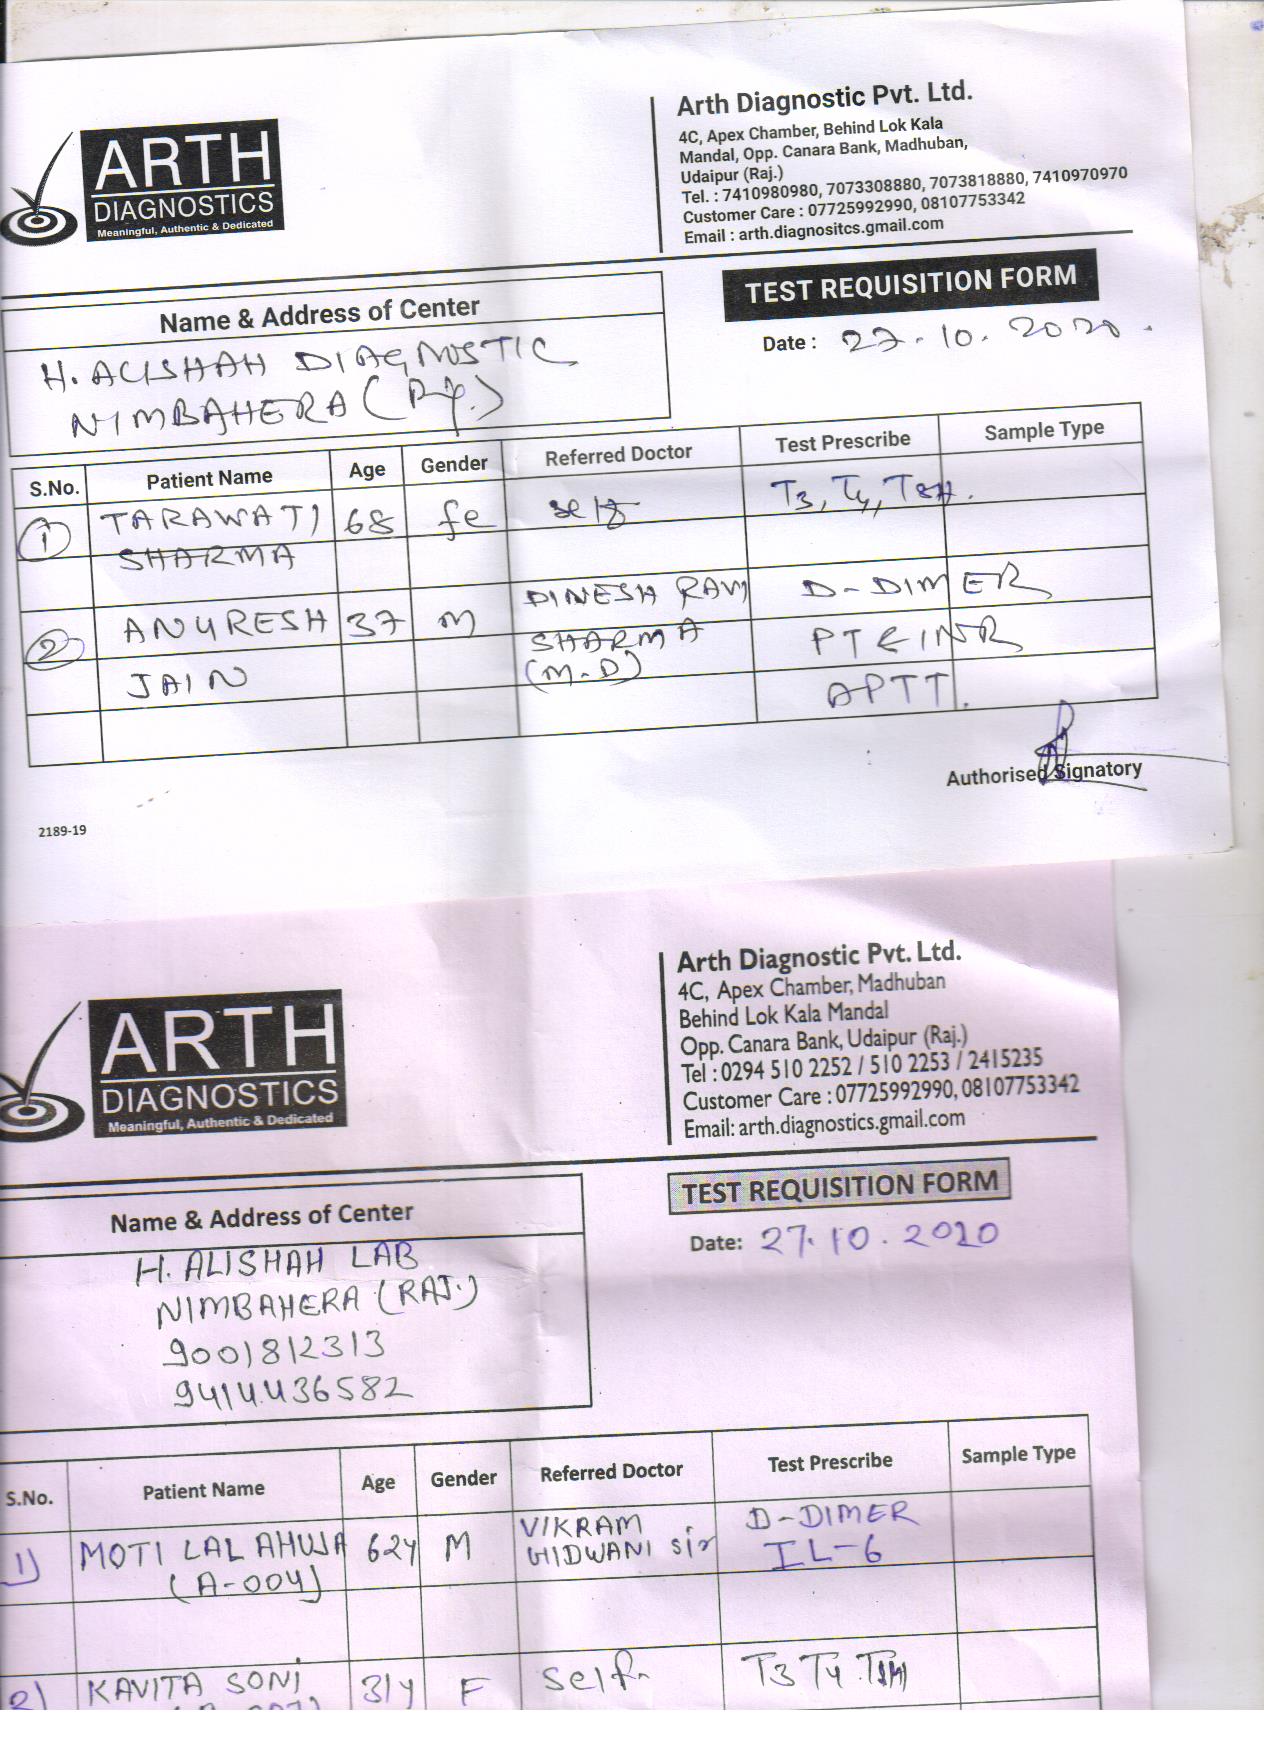 ARTH
DIAGNOSTICS
Meaningful, Authentic & Dedicated
Arth Diagnostic Pvt. Ltd.
4C, Apex Chamber, Behind Lok Kala
Mandal, Opp. Canara Bank, Madhuban,
Udaipur (Raj.)
Tel. : 7410980980, 7073308880, 7073818880, 7410970970
Customer Care : 07725992990, 08107753342
Email : arth.diagnositcs.gmail.com
Name & Address of Center
H. ALISHAH DIAGNOSTIC
NIMBAHERA (Raj.)
TEST REQUISITION FORM
Date : 27.10.2020.
S.No. Patient Name Age Gender Referred Doctor Test Prescribe Sample Type
1 TARAWATI 68 fe self T3, T4, TSH.
SHARMA
2 ANURESH 37 M DINESH RAVI D-DIMER
JAIN SHARMA PT & INR
(M.D) APTT.
Authorised Signatory
2189-19
ARTH
DIAGNOSTICS
Meaningful, Authentic & Dedicated
Arth Diagnostic Pvt. Ltd.
4C, Apex Chamber, Madhuban
Behind Lok Kala Mandal
Opp. Canara Bank, Udaipur (Raj.)
Tel : 0294 510 2252 / 510 2253 / 2415235
Customer Care : 07725992990, 08107753342
Email: arth.diagnostics.gmail.com
Name & Address of Center
H. ALISHAH LAB
NIMBAHERA (RAJ.)
9001812313
9414436582
TEST REQUISITION FORM
Date: 27.10.2020
S.No. Patient Name Age Gender Referred Doctor Test Prescribe Sample Type
1) MOTI LAL AHUJA 62y M VIKRAM D-DIMER
(A-004) GIDWANI sir IL-6
2) KAVITA SONI 31y F Self T3 T4 TSH